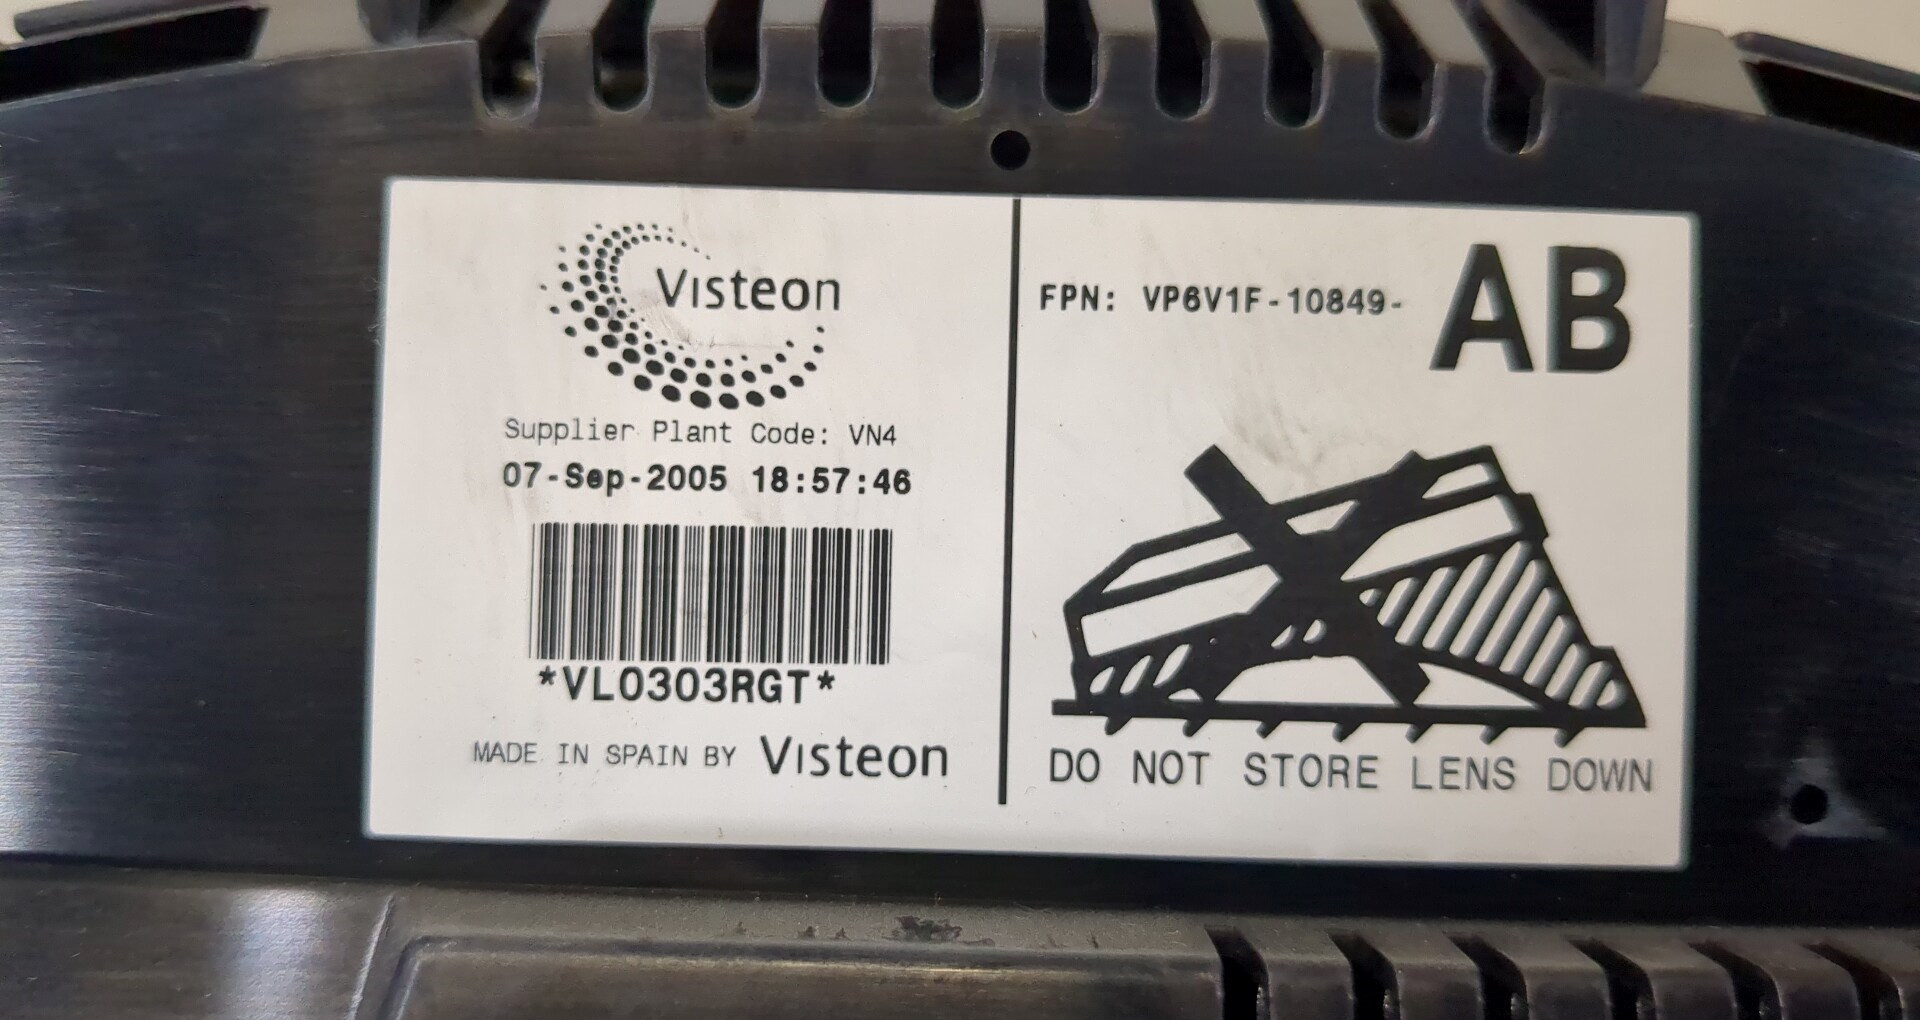 Visteon
Supplier Plant Code: VN4
07-Sep-2005 18:57:46
*VL0303RGT*
MADE IN SPAIN BY Visteon
FPN: VP6V1F-10849- AB
DO NOT STORE LENS DOWN